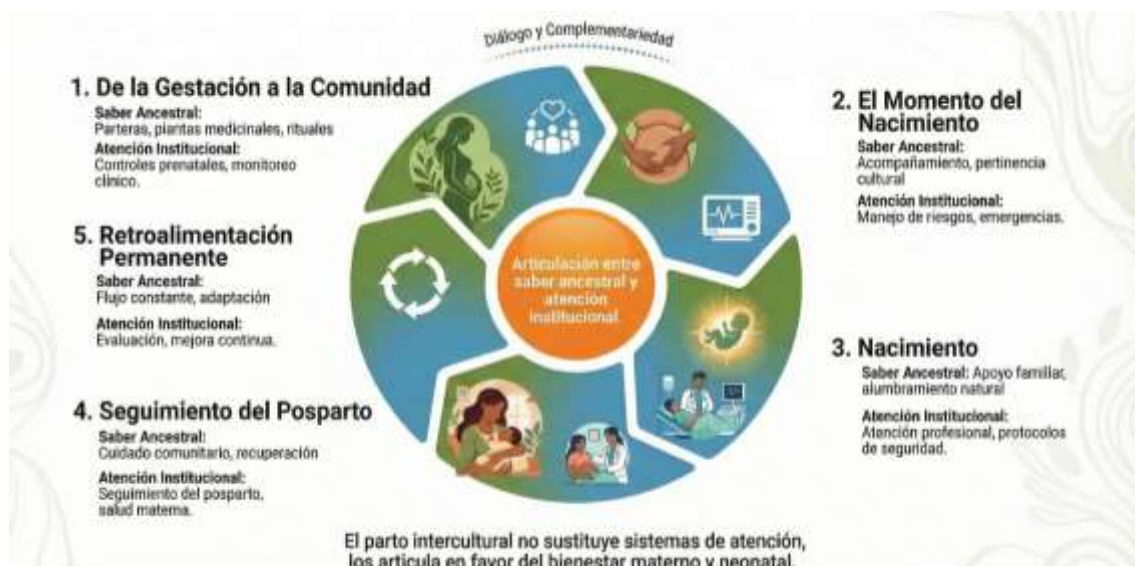 Diálogo y Complementariedad
1. De la Gestación a la Comunidad
Saber Ancestral:
Parteras, plantas medicinales, rituales
Atención Institucional:
Controles prenatales, monitoreo
clínico.
2. El Momento del
Nacimiento
Saber Ancestral:
Acompañamiento, pertinencia
cultural
Atención Institucional:
Manejo de riesgos, emergencias.
3. Nacimiento
Saber Ancestral: Apoyo familiar,
alumbramiento natural
Atención Institucional:
Atención profesional, protocolos
de seguridad.
4. Seguimiento del Posparto
Saber Ancestral:
Cuidado comunitario, recuperación
Atención Institucional:
Seguimiento del posparto,
salud materna.
5. Retroalimentación
Permanente
Saber Ancestral:
Flujo constante, adaptación
Atención Institucional:
Evaluación, mejora continua.
Articulación entre
saber ancestral y
atención
institucional
El parto intercultural no sustituye sistemas de atención,
los articula en favor del bienestar materno y neonatal.